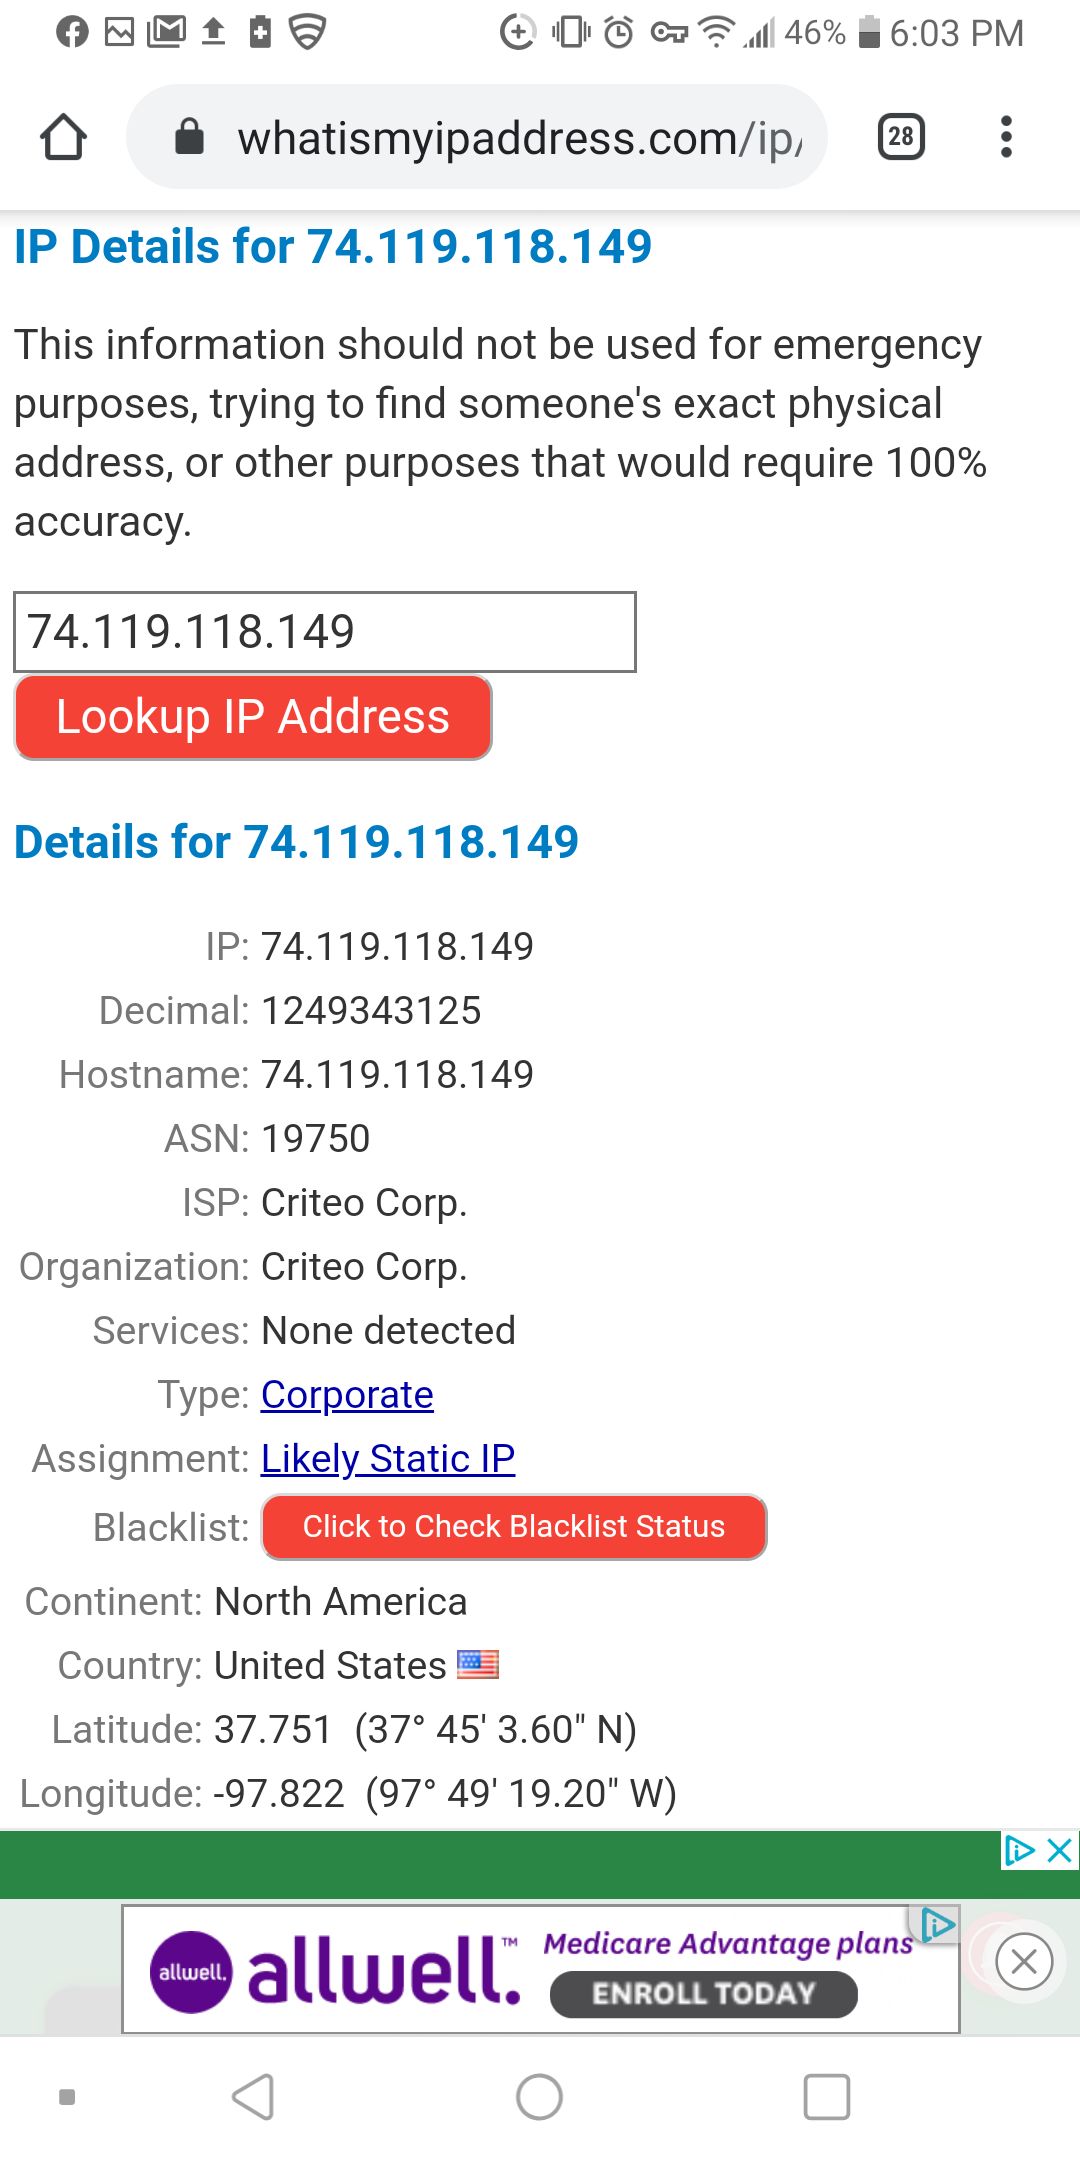 46% 6:03 PM
whatismyipaddress.com/ip/
28
IP Details for 74.119.118.149
This information should not be used for emergency
purposes, trying to find someone's exact physical
address, or other purposes that would require 100%
accuracy.
74.119.118.149
Lookup IP Address
Details for 74.119.118.149
IP: 74.119.118.149
Decimal: 1249343125
Hostname: 74.119.118.149
ASN: 19750
ISP: Criteo Corp.
Organization: Criteo Corp.
Services: None detected
Type: Corporate
Assignment: Likely Static IP
Blacklist: Click to Check Blacklist Status
Continent: North America
Country: United States
Latitude: 37.751 (37° 45' 3.60" N)
Longitude: -97.822 (97° 49' 19.20" W)
allwell. allwell.™ Medicare Advantage plans
ENROLL TODAY